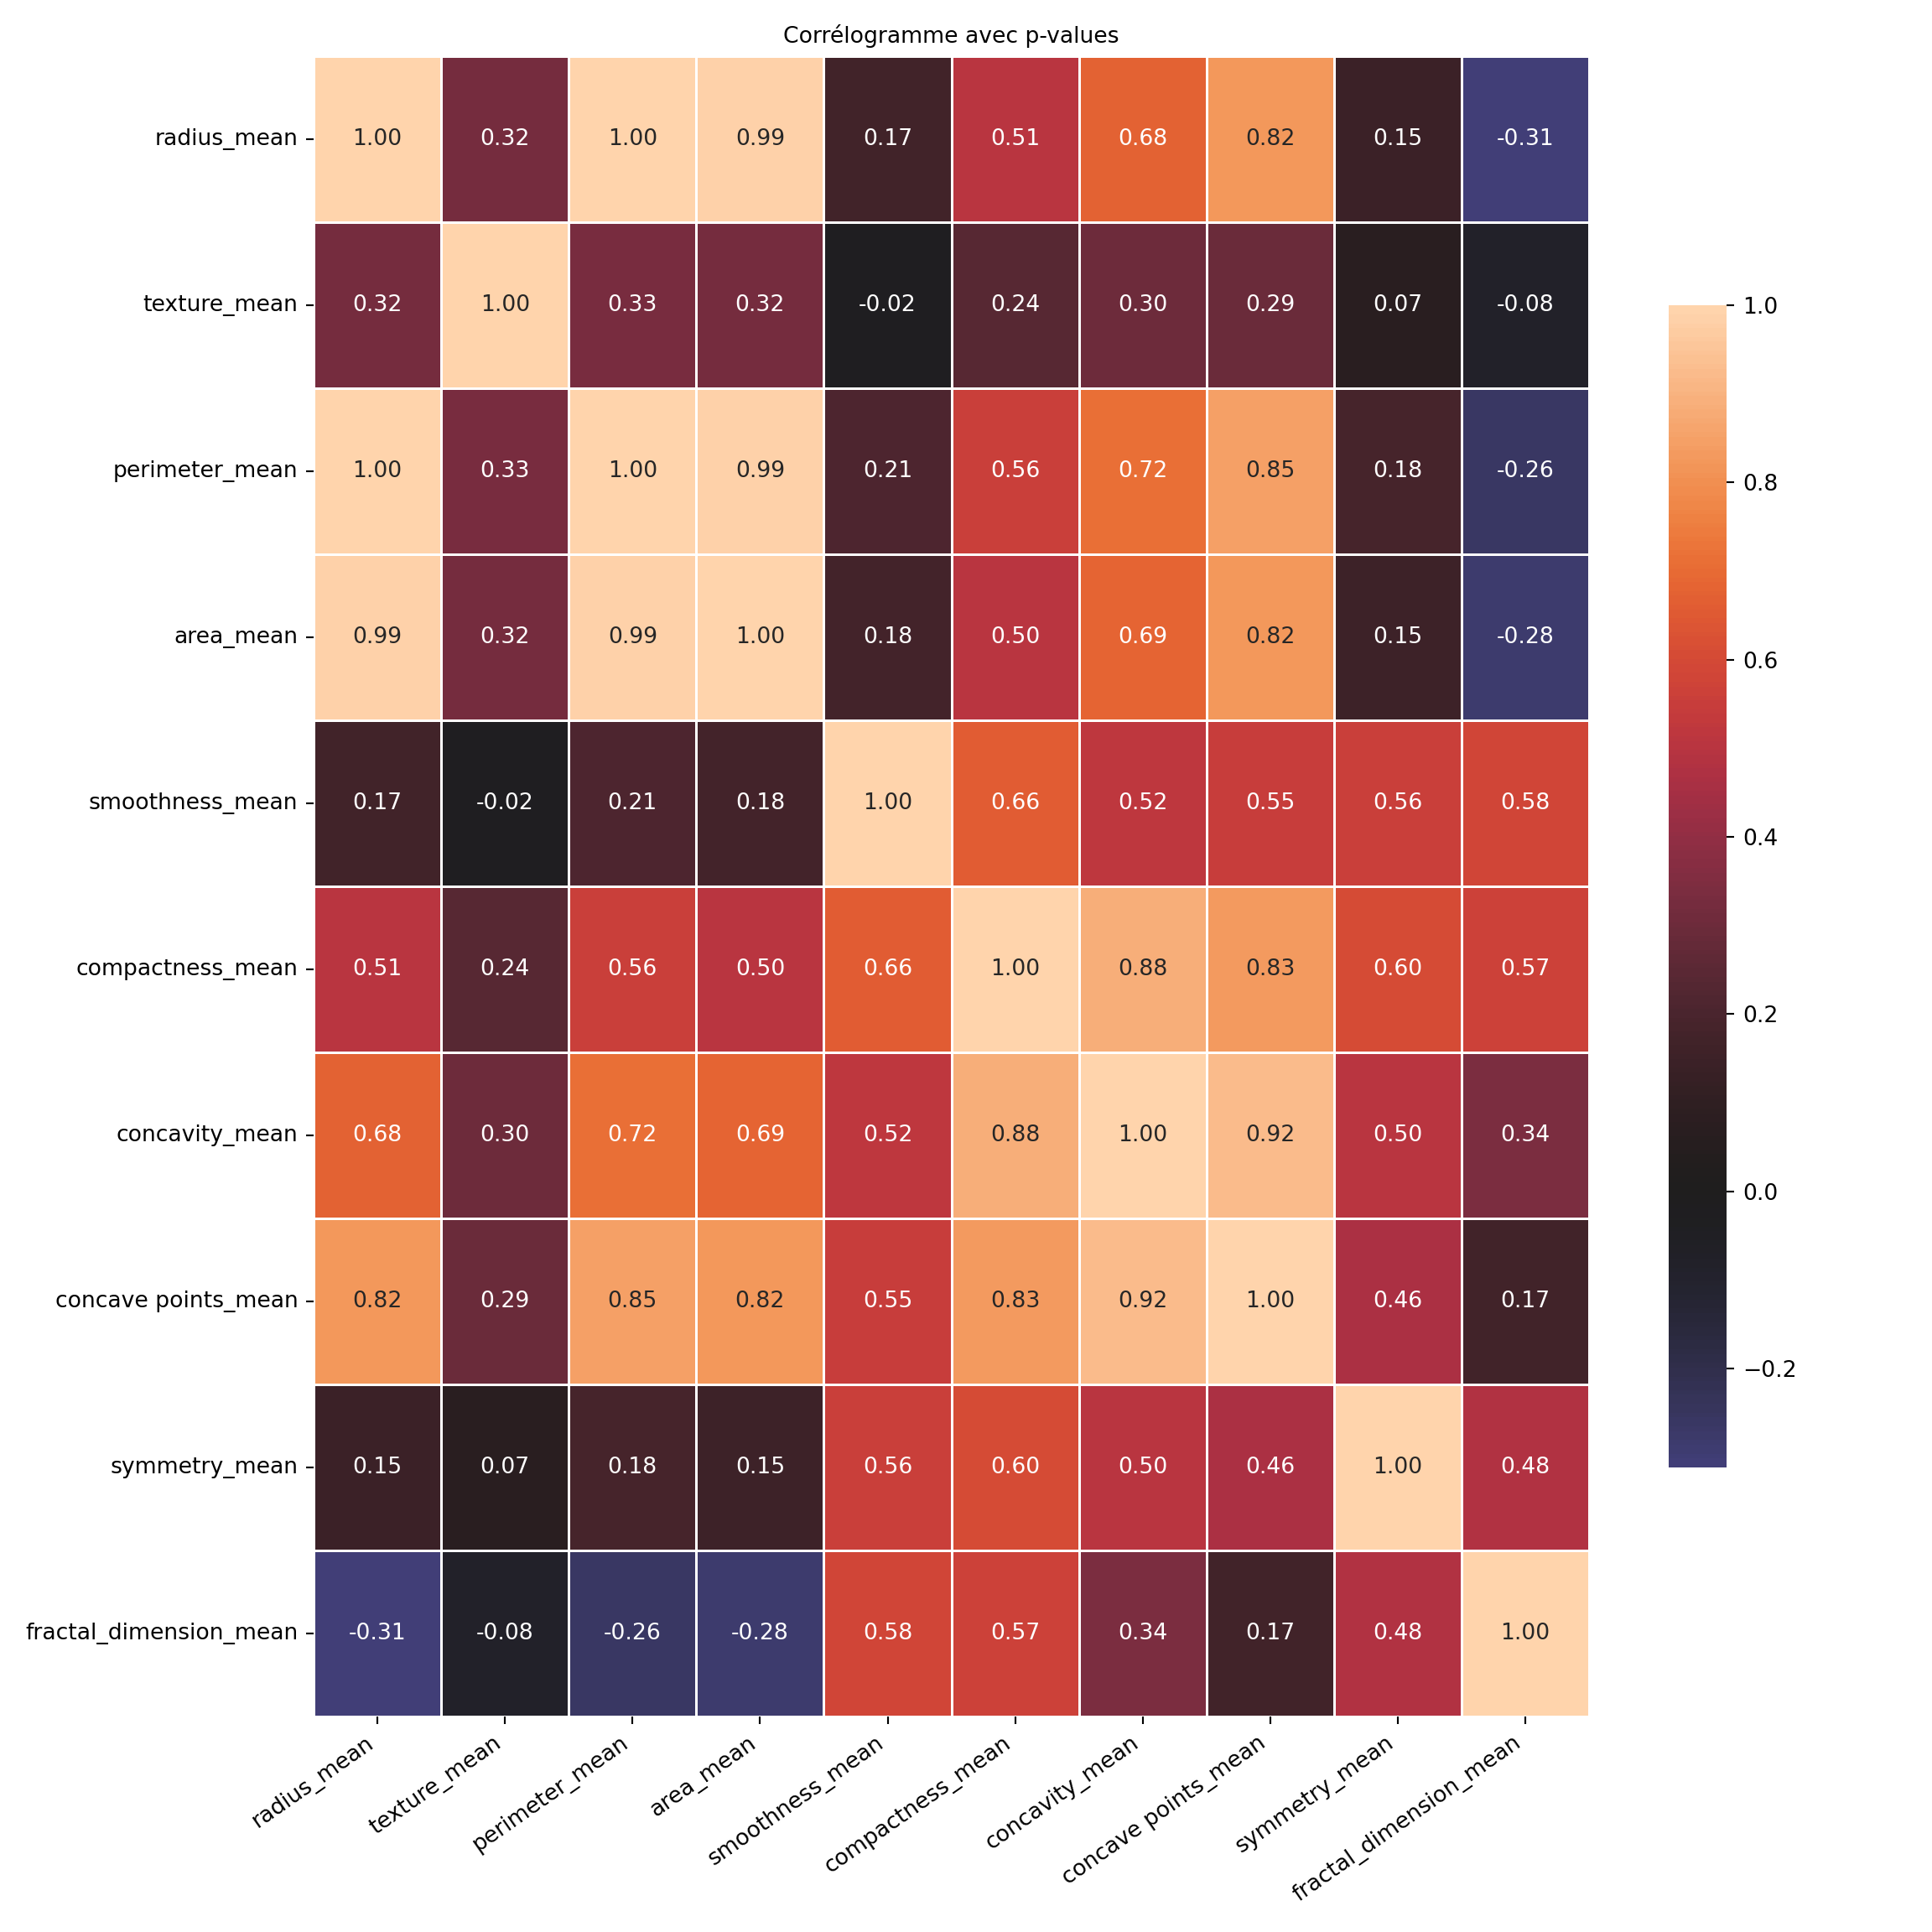 Corrélogramme avec p-values
radius_mean 1.00 0.32 1.00 0.99 0.17 0.51 0.68 0.82 0.15 -0.31
texture_mean 0.32 1.00 0.33 0.32 -0.02 0.24 0.30 0.29 0.07 -0.08
perimeter_mean 1.00 0.33 1.00 0.99 0.21 0.56 0.72 0.85 0.18 -0.26
area_mean 0.99 0.32 0.99 1.00 0.18 0.50 0.69 0.82 0.15 -0.28
smoothness_mean 0.17 -0.02 0.21 0.18 1.00 0.66 0.52 0.55 0.56 0.58
compactness_mean 0.51 0.24 0.56 0.50 0.66 1.00 0.88 0.83 0.60 0.57
concavity_mean 0.68 0.30 0.72 0.69 0.52 0.88 1.00 0.92 0.50 0.34
concave points_mean 0.82 0.29 0.85 0.82 0.55 0.83 0.92 1.00 0.46 0.17
symmetry_mean 0.15 0.07 0.18 0.15 0.56 0.60 0.50 0.46 1.00 0.48
fractal_dimension_mean -0.31 -0.08 -0.26 -0.28 0.58 0.57 0.34 0.17 0.48 1.00
radius_mean
texture_mean
perimeter_mean
area_mean
smoothness_mean
compactness_mean
concavity_mean
concave points_mean
symmetry_mean
fractal_dimension_mean
1.0
0.8
0.6
0.4
0.2
0.0
−0.2